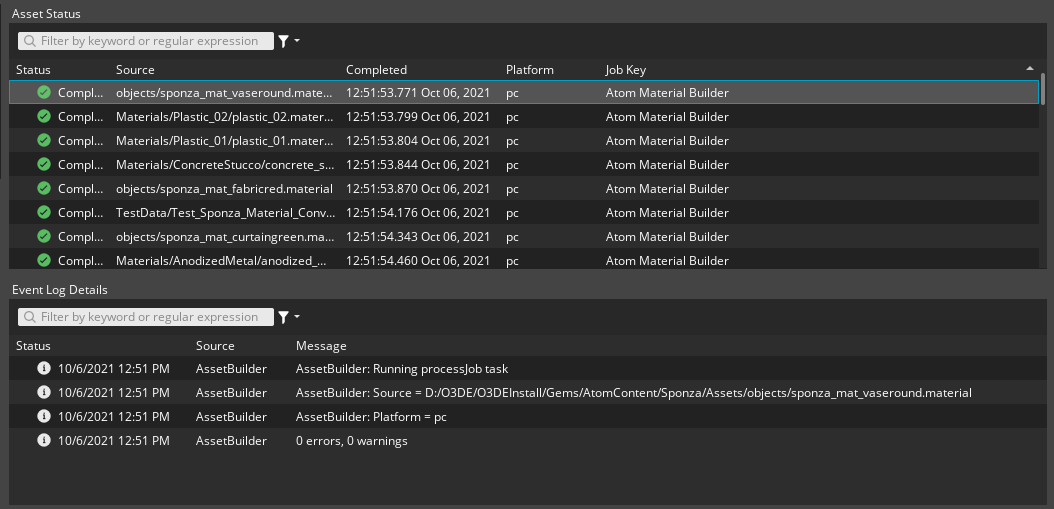 Asset Status
Filter by keyword or regular expression
Status Source Completed Platform Job Key
Compl... objects/sponza_mat_vaseround.mate... 12:51:53.771 Oct 06, 2021 pc Atom Material Builder
Compl... Materials/Plastic_02/plastic_02.mater... 12:51:53.799 Oct 06, 2021 pc Atom Material Builder
Compl... Materials/Plastic_01/plastic_01.mater... 12:51:53.804 Oct 06, 2021 pc Atom Material Builder
Compl... Materials/ConcreteStucco/concrete_s... 12:51:53.844 Oct 06, 2021 pc Atom Material Builder
Compl... objects/sponza_mat_fabricred.material 12:51:53.870 Oct 06, 2021 pc Atom Material Builder
Compl... TestData/Test_Sponza_Material_Conv... 12:51:54.176 Oct 06, 2021 pc Atom Material Builder
Compl... objects/sponza_mat_curtaingreen.ma... 12:51:54.343 Oct 06, 2021 pc Atom Material Builder
Compl... Materials/AnodizedMetal/anodized_... 12:51:54.460 Oct 06, 2021 pc Atom Material Builder
Event Log Details
Filter by keyword or regular expression
Status Source Message
10/6/2021 12:51 PM AssetBuilder AssetBuilder: Running processJob task
10/6/2021 12:51 PM AssetBuilder AssetBuilder: Source = D:/O3DE/O3DEInstall/Gems/AtomContent/Sponza/Assets/objects/sponza_mat_vaseround.material
10/6/2021 12:51 PM AssetBuilder AssetBuilder: Platform = pc
10/6/2021 12:51 PM AssetBuilder 0 errors, 0 warnings